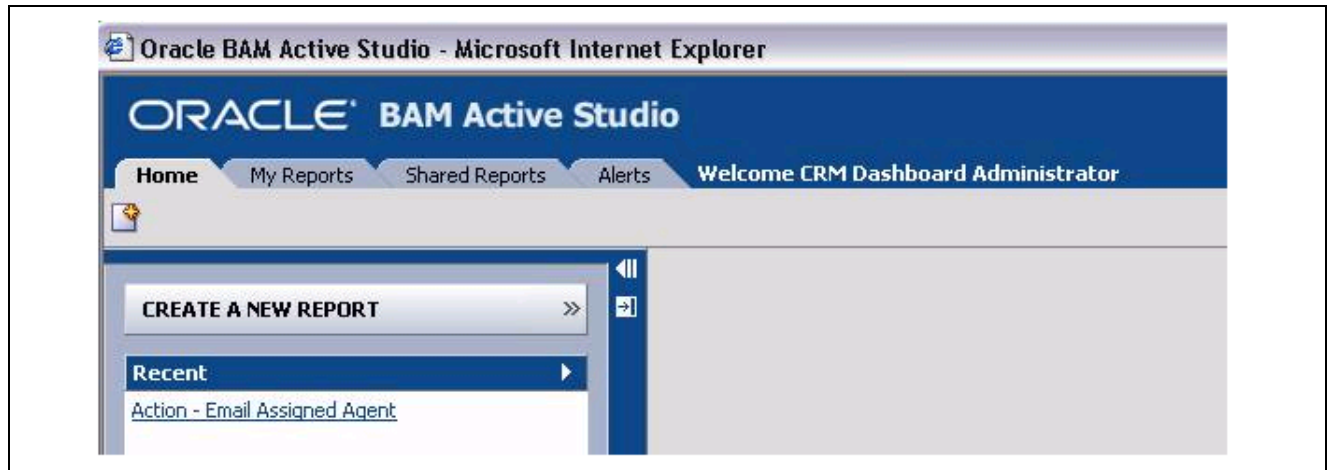 Oracle BAM Active Studio - Microsoft Internet Explorer
ORACLE BAM Active Studio
Home My Reports Shared Reports Alerts Welcome CRM Dashboard Administrator
CREATE A NEW REPORT »
Recent
Action - Email Assigned Agent